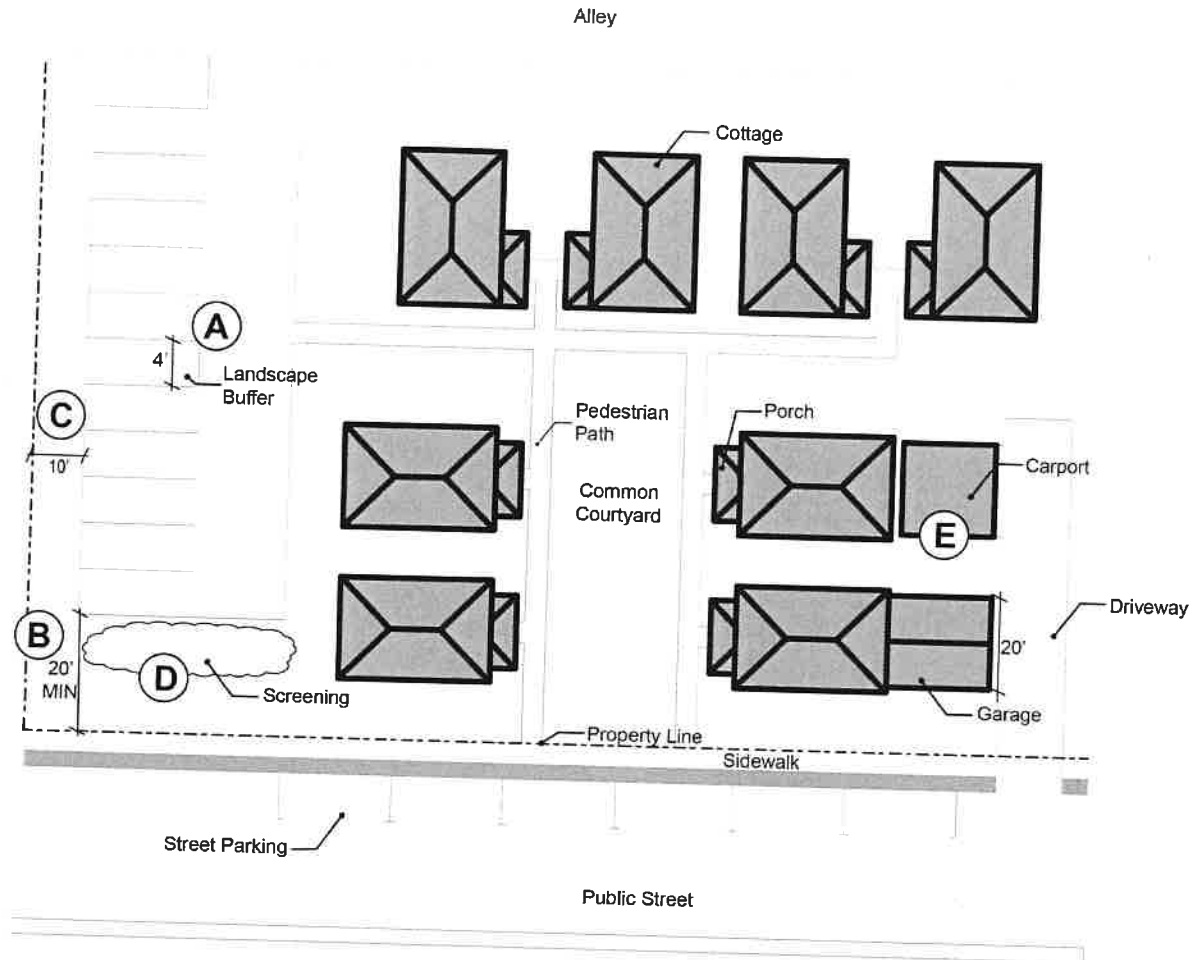 Alley
Cottage
A
4'
Landscape
Buffer
C
10'
Pedestrian
Path
Porch
Common
Courtyard
Carport
E
B
20'
MIN
D
Screening
Driveway
20'
Garage
Property Line
Sidewalk
Street Parking
Public Street